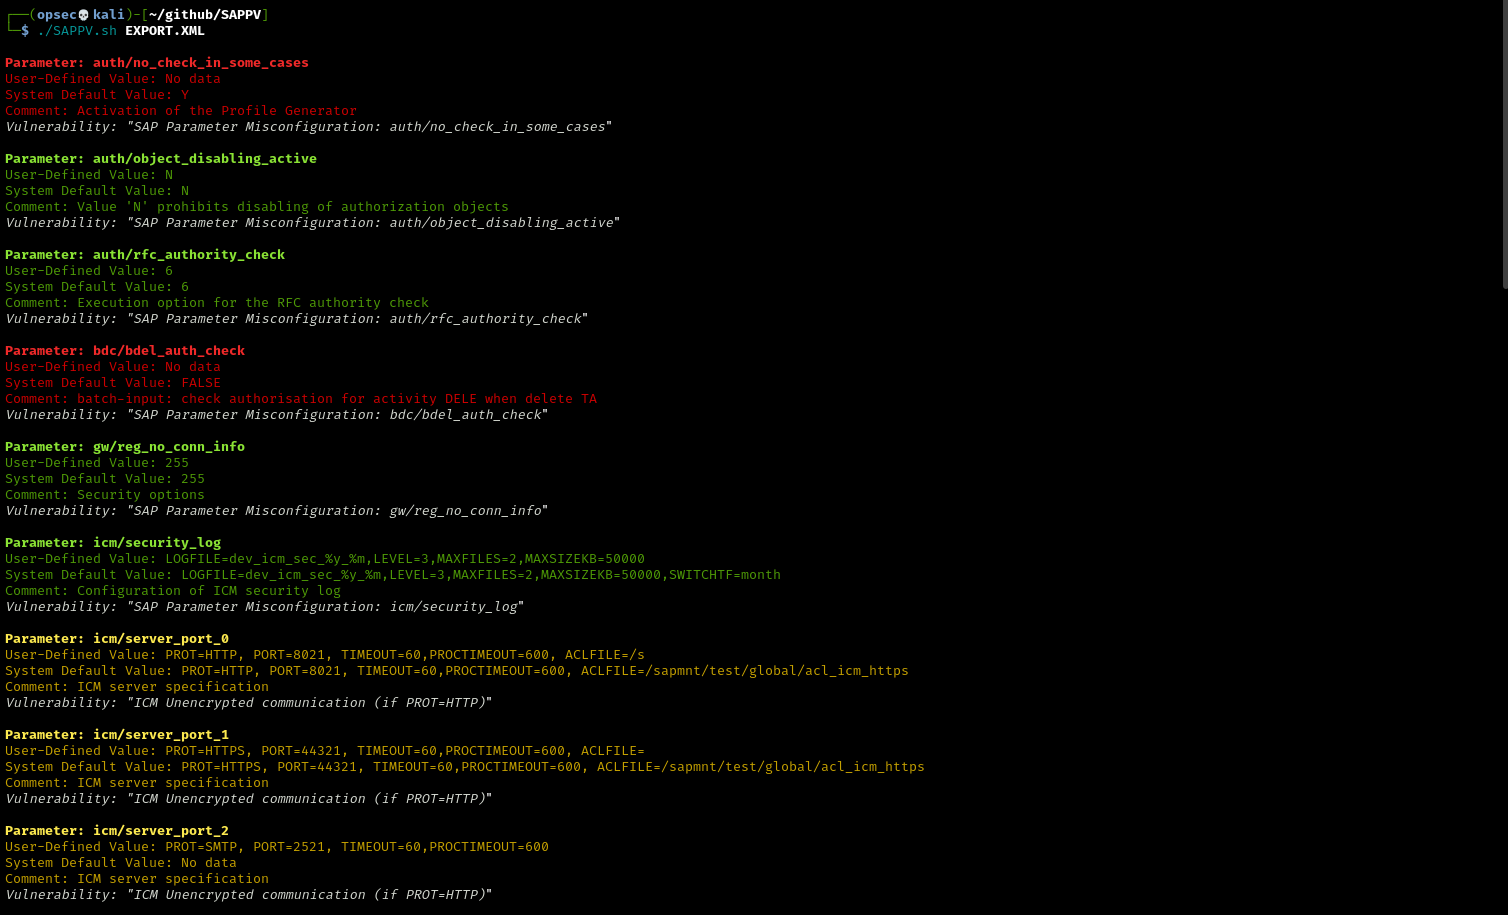 ┌──(opsec💀kali)-[~/github/SAPPV]
└─$ ./SAPPV.sh EXPORT.XML
Parameter: auth/no_check_in_some_cases
User-Defined Value: No data
System Default Value: Y
Comment: Activation of the Profile Generator
Vulnerability: "SAP Parameter Misconfiguration: auth/no_check_in_some_cases"
Parameter: auth/object_disabling_active
User-Defined Value: N
System Default Value: N
Comment: Value 'N' prohibits disabling of authorization objects
Vulnerability: "SAP Parameter Misconfiguration: auth/object_disabling_active"
Parameter: auth/rfc_authority_check
User-Defined Value: 6
System Default Value: 6
Comment: Execution option for the RFC authority check
Vulnerability: "SAP Parameter Misconfiguration: auth/rfc_authority_check"
Parameter: bdc/bdel_auth_check
User-Defined Value: No data
System Default Value: FALSE
Comment: batch-input: check authorisation for activity DELE when delete TA
Vulnerability: "SAP Parameter Misconfiguration: bdc/bdel_auth_check"
Parameter: gw/reg_no_conn_info
User-Defined Value: 255
System Default Value: 255
Comment: Security options
Vulnerability: "SAP Parameter Misconfiguration: gw/reg_no_conn_info"
Parameter: icm/security_log
User-Defined Value: LOGFILE=dev_icm_sec_%y_%m,LEVEL=3,MAXFILES=2,MAXSIZEKB=50000
System Default Value: LOGFILE=dev_icm_sec_%y_%m,LEVEL=3,MAXFILES=2,MAXSIZEKB=50000,SWITCHTF=month
Comment: Configuration of ICM security log
Vulnerability: "SAP Parameter Misconfiguration: icm/security_log"
Parameter: icm/server_port_0
User-Defined Value: PROT=HTTP, PORT=8021, TIMEOUT=60,PROCTIMEOUT=600, ACLFILE=/s
System Default Value: PROT=HTTP, PORT=8021, TIMEOUT=60,PROCTIMEOUT=600, ACLFILE=/sapmnt/test/global/acl_icm_https
Comment: ICM server specification
Vulnerability: "ICM Unencrypted communication (if PROT=HTTP)"
Parameter: icm/server_port_1
User-Defined Value: PROT=HTTPS, PORT=44321, TIMEOUT=60,PROCTIMEOUT=600, ACLFILE=
System Default Value: PROT=HTTPS, PORT=44321, TIMEOUT=60,PROCTIMEOUT=600, ACLFILE=/sapmnt/test/global/acl_icm_https
Comment: ICM server specification
Vulnerability: "ICM Unencrypted communication (if PROT=HTTP)"
Parameter: icm/server_port_2
User-Defined Value: PROT=SMTP, PORT=2521, TIMEOUT=60,PROCTIMEOUT=600
System Default Value: No data
Comment: ICM server specification
Vulnerability: "ICM Unencrypted communication (if PROT=HTTP)"